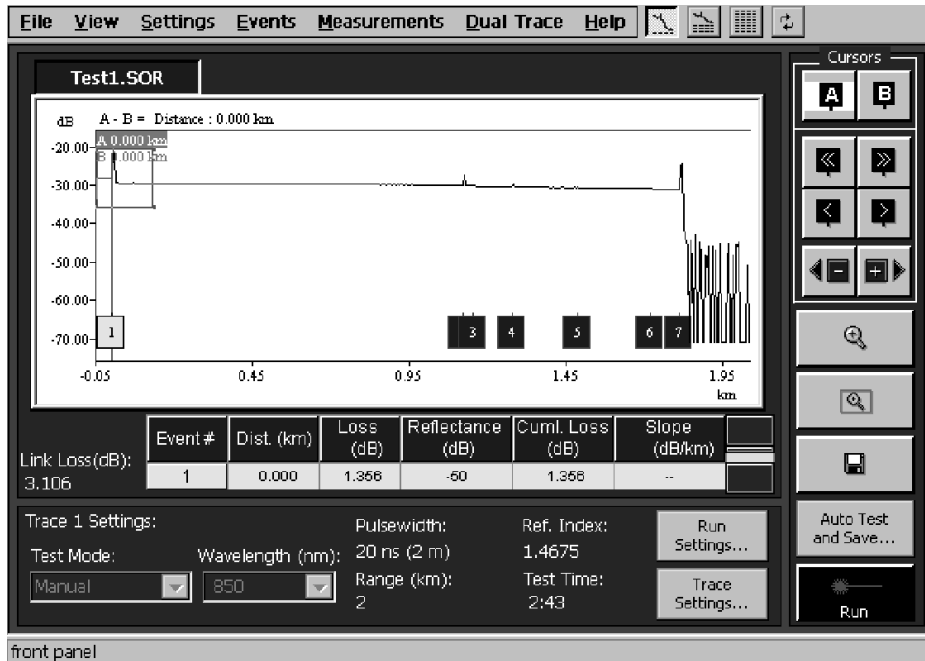 File View Settings Events Measurements Dual Trace Help
Test1.SOR
dB A - B = Distance : 0.000 km
A 0.000 km
B 0.000 km
-20.00
-30.00
-40.00
-50.00
-60.00
-70.00
1 3 4 5 6 7
-0.05 0.45 0.95 1.45 1.95
km
Link Loss(dB):
3.106
Event # Dist. (km) Loss (dB) Reflectance (dB) Cuml. Loss (dB) Slope (dB/km)
1 0.000 1.356 -50 1.356 --
Trace 1 Settings:
Test Mode:
Manual
Wavelength (nm):
850
Pulsewidth:
20 ns (2 m)
Range (km):
2
Ref. Index:
1.4675
Test Time:
2:43
Run
Settings...
Trace
Settings...
Cursors
A B
Auto Test
and Save...
Run
front panel